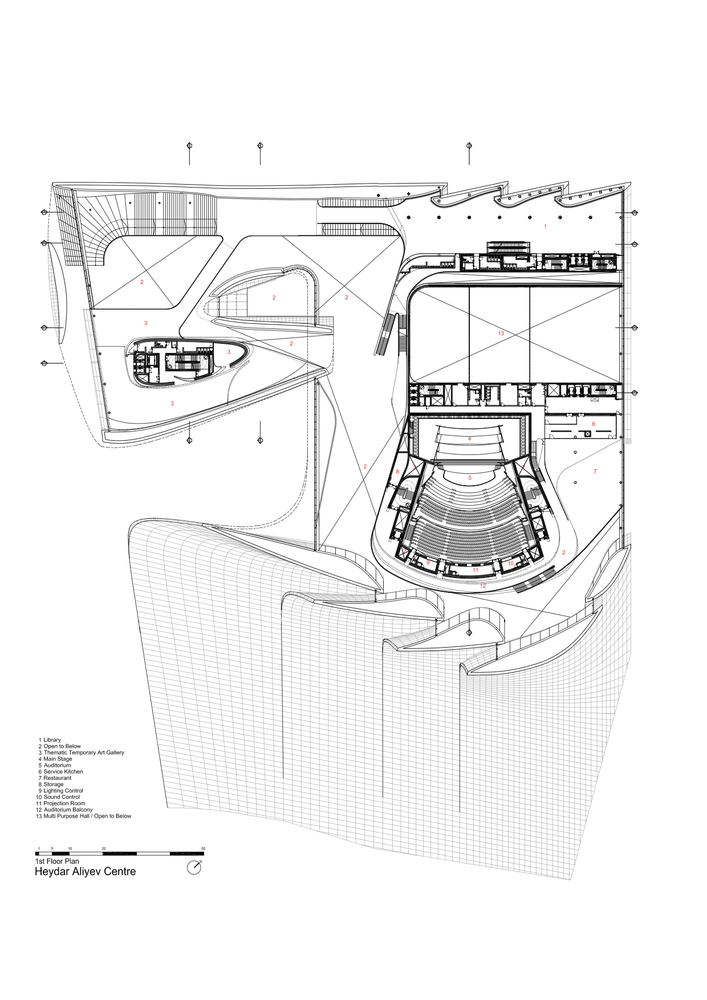 1
2
3
2
2
2
13
3
3
4
6
8
5
7
2
2
9
11
10
12
1 Library
2 Open to Below
3 Thematic Temporary Art Gallery
4 Main Stage
5 Auditorium
6 Service Kitchen
7 Restaurant
8 Storage
9 Lighting Control
10 Sound Control
11 Projection Room
12 Auditorium Balcony
13 Multi Purpose Hall / Open to Below
1 5 10 20 50
1st Floor Plan
Heydar Aliyev Centre